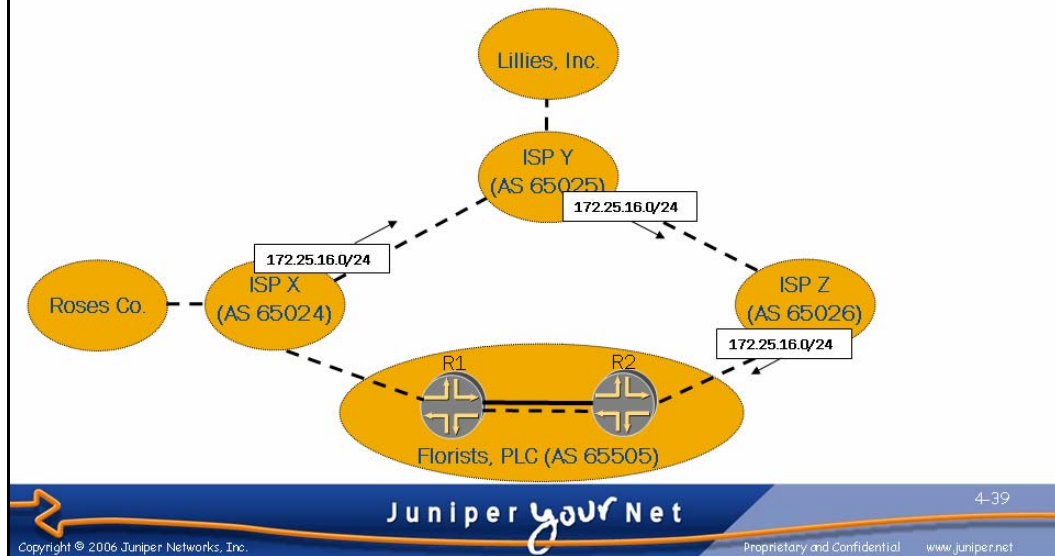 Lillies, Inc.
ISP Y
(AS 65025)
172.25.16.0/24
172.25.16.0/24
ISP X
(AS 65024)
Roses Co.
ISP Z
(AS 65026)
172.25.16.0/24
R1
R2
Florists, PLC (AS 65505)
Juniper your Net
4-39
Copyright © 2006 Juniper Networks, Inc.
Proprietary and Confidential
www.juniper.net